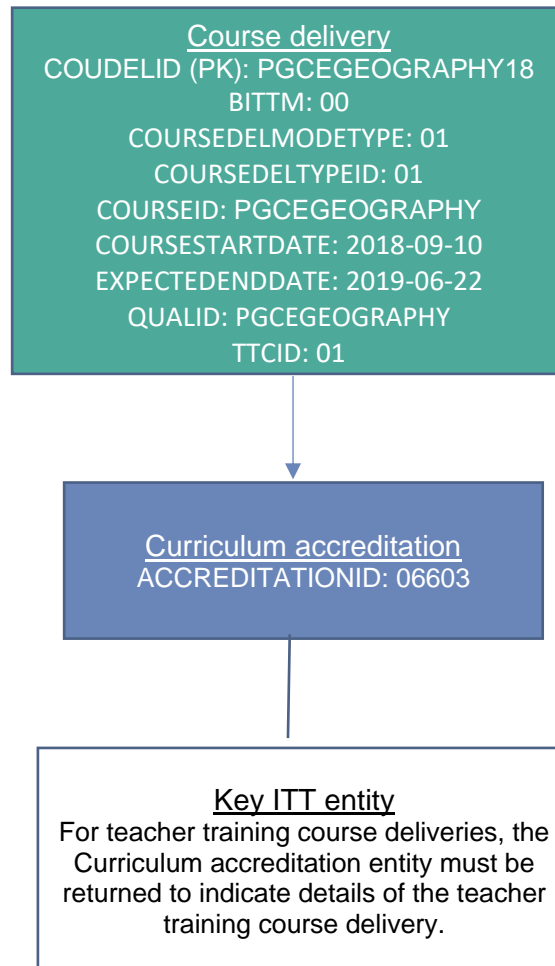 Course delivery
COUDELID (PK): PGCEGEOGRAPHY18
BITTM: 00
COURSEDELMODETYPE: 01
COURSEDELTYPEID: 01
COURSEID: PGCEGEOGRAPHY
COURSESTARTDATE: 2018-09-10
EXPECTEDENDDATE: 2019-06-22
QUALID: PGCEGEOGRAPHY
TTCID: 01
Curriculum accreditation
ACCREDITATIONID: 06603
Key ITT entity
For teacher training course deliveries, the
Curriculum accreditation entity must be
returned to indicate details of the teacher
training course delivery.